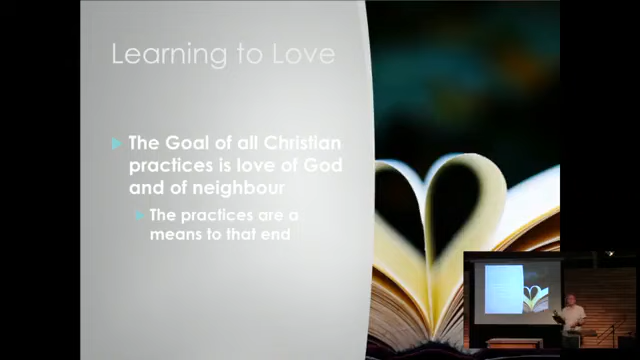 Learning to Love
The Goal of all Christian
practices is love of God
and of neighbour
The practices are a
means to that end